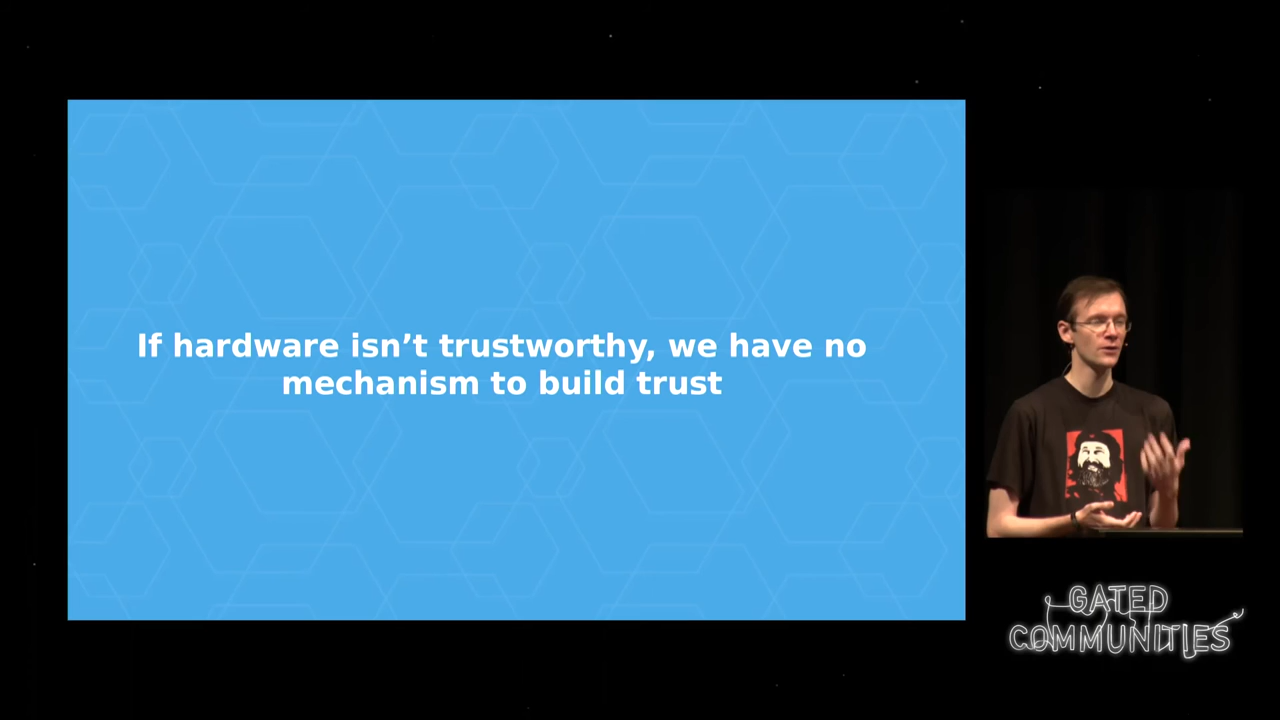 If hardware isn’t trustworthy, we have no
mechanism to build trust
GATED
COMMUNITIES